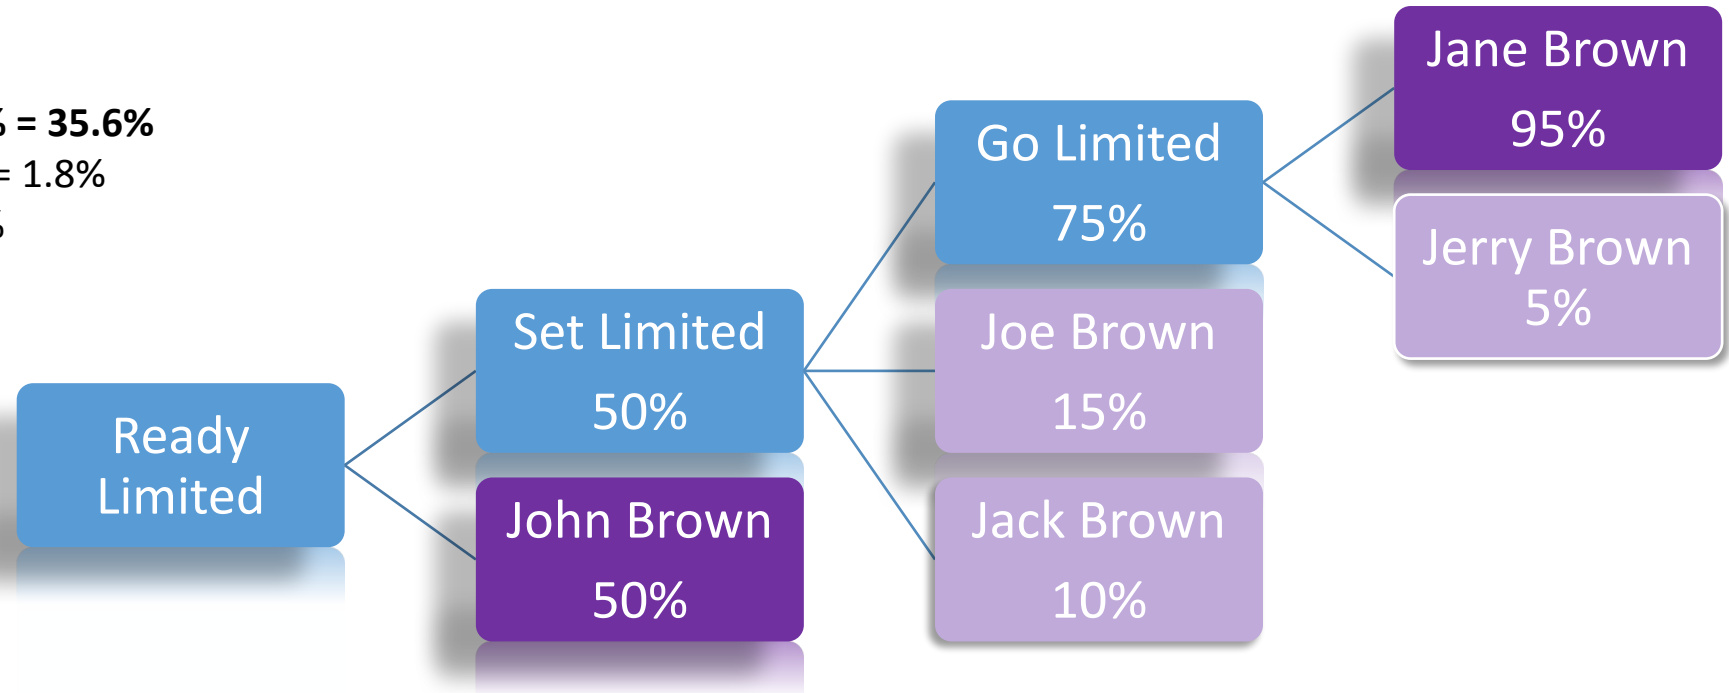 % = 35.6%
= 1.8%
%
Jane Brown
95%
Go Limited
75%
Jerry Brown
5%
Set Limited
50%
Joe Brown
15%
Ready
Limited
John Brown
50%
Jack Brown
10%